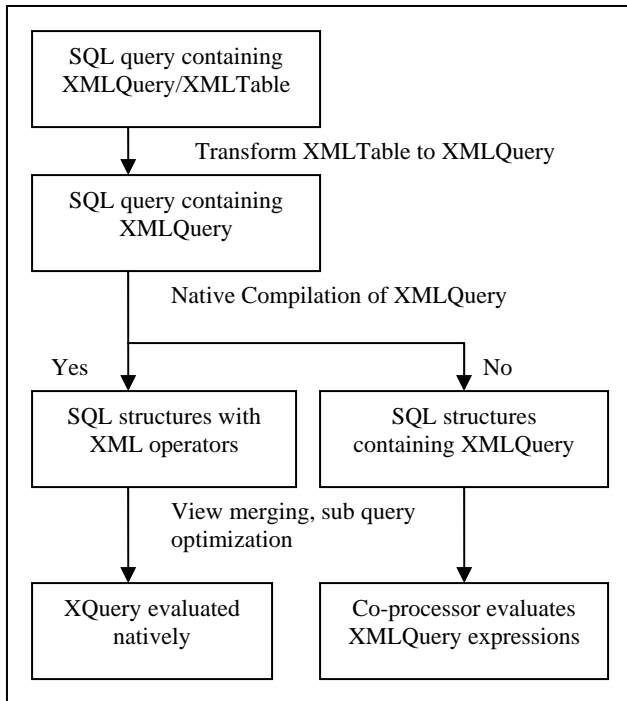 SQL query containing
XMLQuery/XMLTable
Transform XMLTable to XMLQuery
SQL query containing
XMLQuery
Native Compilation of XMLQuery
Yes
No
SQL structures with
XML operators
SQL structures
containing XMLQuery
View merging, sub query
optimization
XQuery evaluated
natively
Co-processor evaluates
XMLQuery expressions